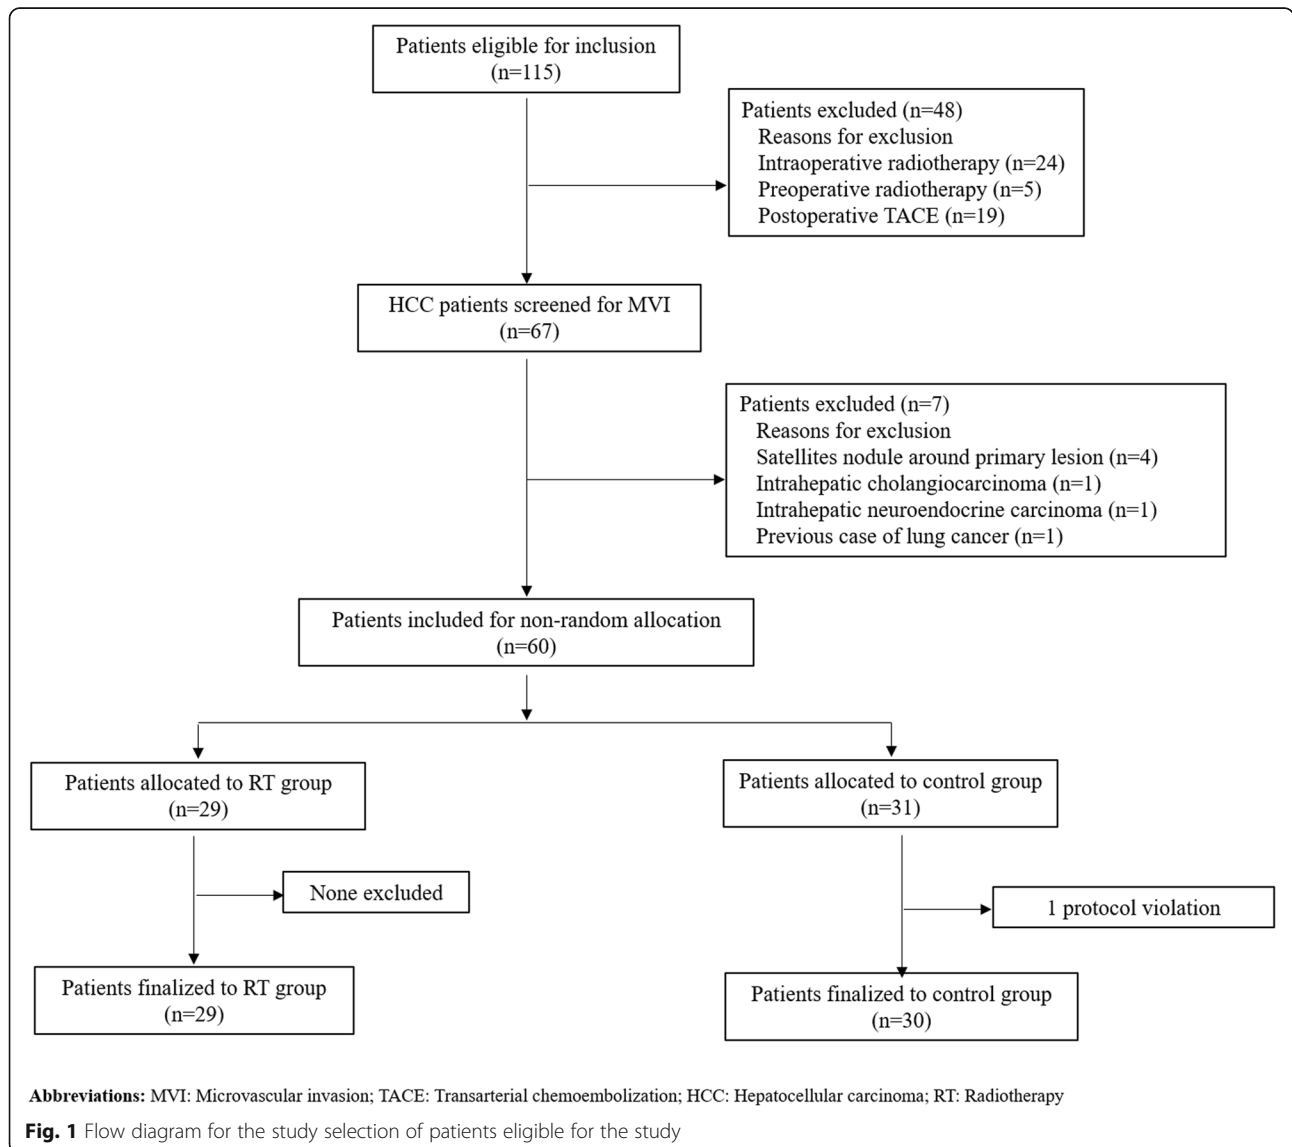 Patients eligible for inclusion
(n=115)
Patients excluded (n=48)
Reasons for exclusion
Intraoperative radiotherapy (n=24)
Preoperative radiotherapy (n=5)
Postoperative TACE (n=19)
HCC patients screened for MVI
(n=67)
Patients excluded (n=7)
Reasons for exclusion
Satellites nodule around primary lesion (n=4)
Intrahepatic cholangiocarcinoma (n=1)
Intrahepatic neuroendocrine carcinoma (n=1)
Previous case of lung cancer (n=1)
Patients included for non-random allocation
(n=60)
Patients allocated to RT group
(n=29)
Patients allocated to control group
(n=31)
None excluded
1 protocol violation
Patients finalized to RT group
(n=29)
Patients finalized to control group
(n=30)
Abbreviations: MVI: Microvascular invasion; TACE: Transarterial chemoembolization; HCC: Hepatocellular carcinoma; RT: Radiotherapy
Fig. 1 Flow diagram for the study selection of patients eligible for the study